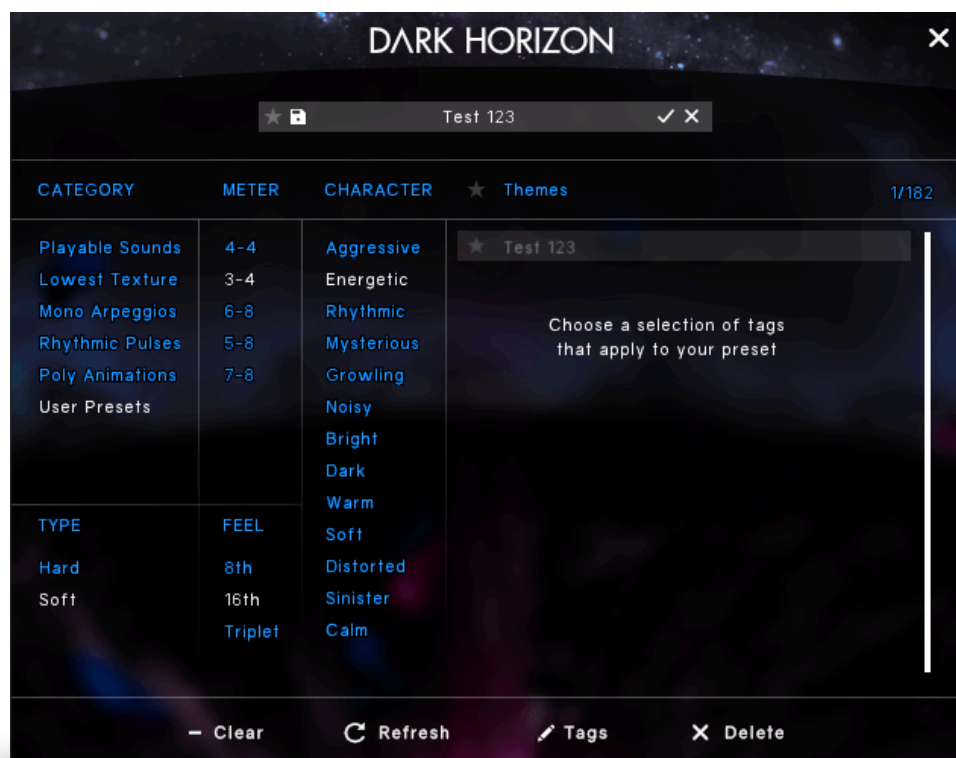 DARK HORIZON
Test 123
CATEGORY
METER
CHARACTER
Themes
1/182
Playable Sounds
Lowest Texture
Mono Arpeggios
Rhythmic Pulses
Poly Animations
User Presets
4-4
3-4
6-8
5-8
7-8
Aggressive
Energetic
Rhythmic
Mysterious
Growling
Noisy
Bright
Dark
Warm
Soft
Distorted
Sinister
Calm
Test 123
Choose a selection of tags
that apply to your preset
TYPE
Hard
Soft
FEEL
8th
16th
Triplet
Clear
Refresh
Tags
Delete